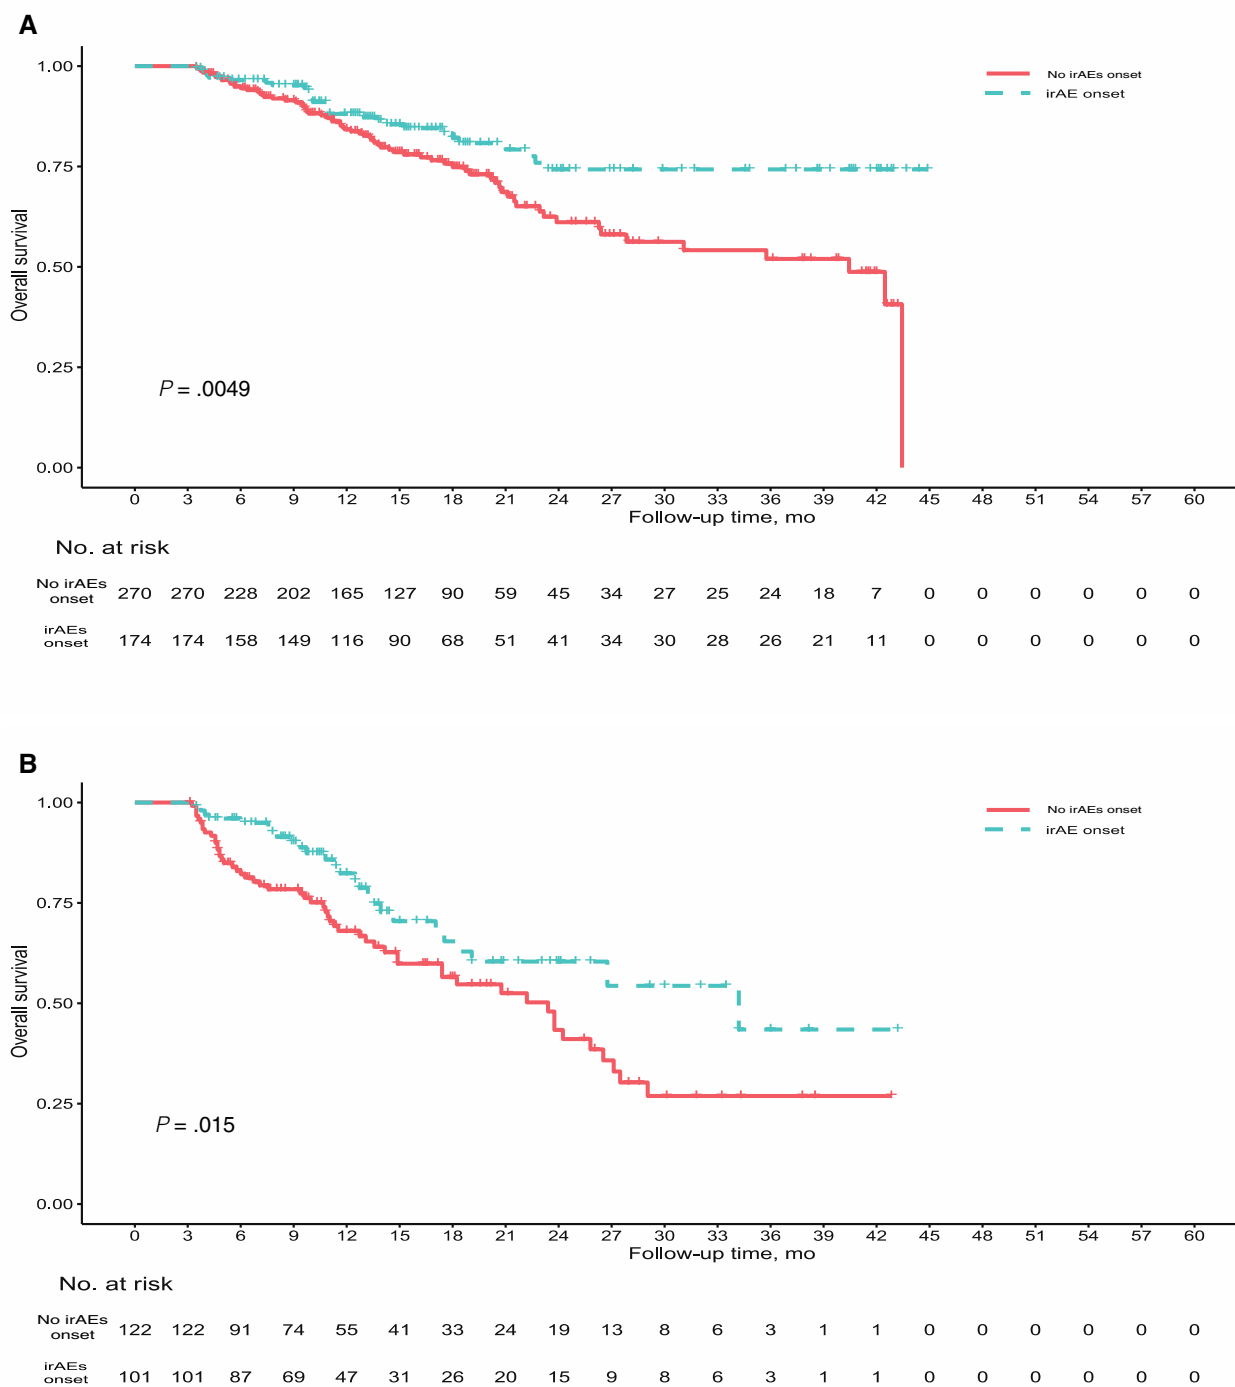 A
1.00
0.75
0.50
0.25
0.00
Overall survival
No irAEs onset
irAE onset
P = .0049
0 3 6 9 12 15 18 21 24 27 30 33 36 39 42 45 48 51 54 57 60
Follow-up time, mo
No. at risk
No irAEs
onset 270 270 228 202 165 127 90 59 45 34 27 25 24 18 7 0 0 0 0 0 0
irAEs
onset 174 174 158 149 116 90 68 51 41 34 30 28 26 21 11 0 0 0 0 0 0
B
1.00
0.75
0.50
0.25
0.00
Overall survival
No irAEs onset
irAE onset
P = .015
0 3 6 9 12 15 18 21 24 27 30 33 36 39 42 45 48 51 54 57 60
Follow-up time, mo
No. at risk
No irAEs
onset 122 122 91 74 55 41 33 24 19 13 8 6 3 1 1 0 0 0 0 0 0
irAEs
onset 101 101 87 69 47 31 26 20 15 9 8 6 3 1 1 0 0 0 0 0 0